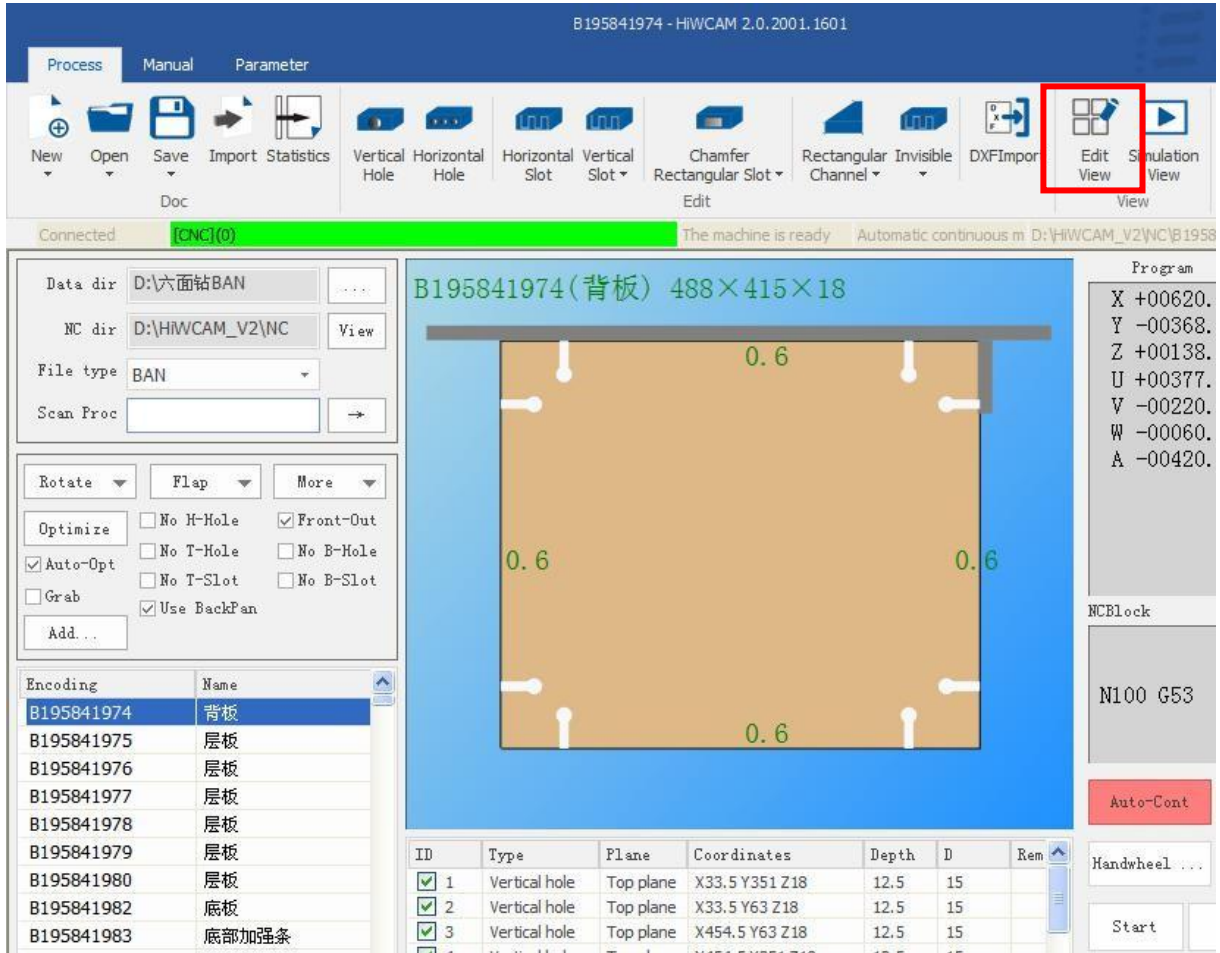 B195841974 - HiWCAM 2.0.2001.1601
Process Manual Parameter
New Open Save Import Statistics Vertical Hole Horizontal Hole Horizontal Slot Vertical Slot Chamfer Rectangular Slot Rectangular Channel Invisible DXFImpor Edit View Simulation View
Doc Edit View
Connected [CNC](0) The machine is ready Automatic continuous m D:\HiWCAM_V2\NC\B1958
Data dir D:\六面钻BAN ...
NC dir D:\HiWCAM_V2\NC View
File type BAN
Scan Proc
Rotate Flap More
Optimize No H-Hole Front-Out
Auto-Opt No T-Hole No B-Hole
Grab No T-Slot No B-Slot
Use BackPan
Add...
Encoding Name
B195841974 背板
B195841975 层板
B195841976 层板
B195841977 层板
B195841978 层板
B195841979 层板
B195841980 层板
B195841982 底板
B195841983 底部加强条
B195841974(背板) 488×415×18
0.6
0.6 0.6
0.6
ID Type Plane Coordinates Depth D Rem
1 Vertical hole Top plane X33.5 Y351 Z18 12.5 15
2 Vertical hole Top plane X33.5 Y63 Z18 12.5 15
3 Vertical hole Top plane X454.5 Y63 Z18 12.5 15
Program
X +00620.
Y -00368.
Z +00138.
U +00377.
V -00220.
W -00060.
A -00420.
NCBlock
N100 G53
Auto-Cont
Handwheel ...
Start